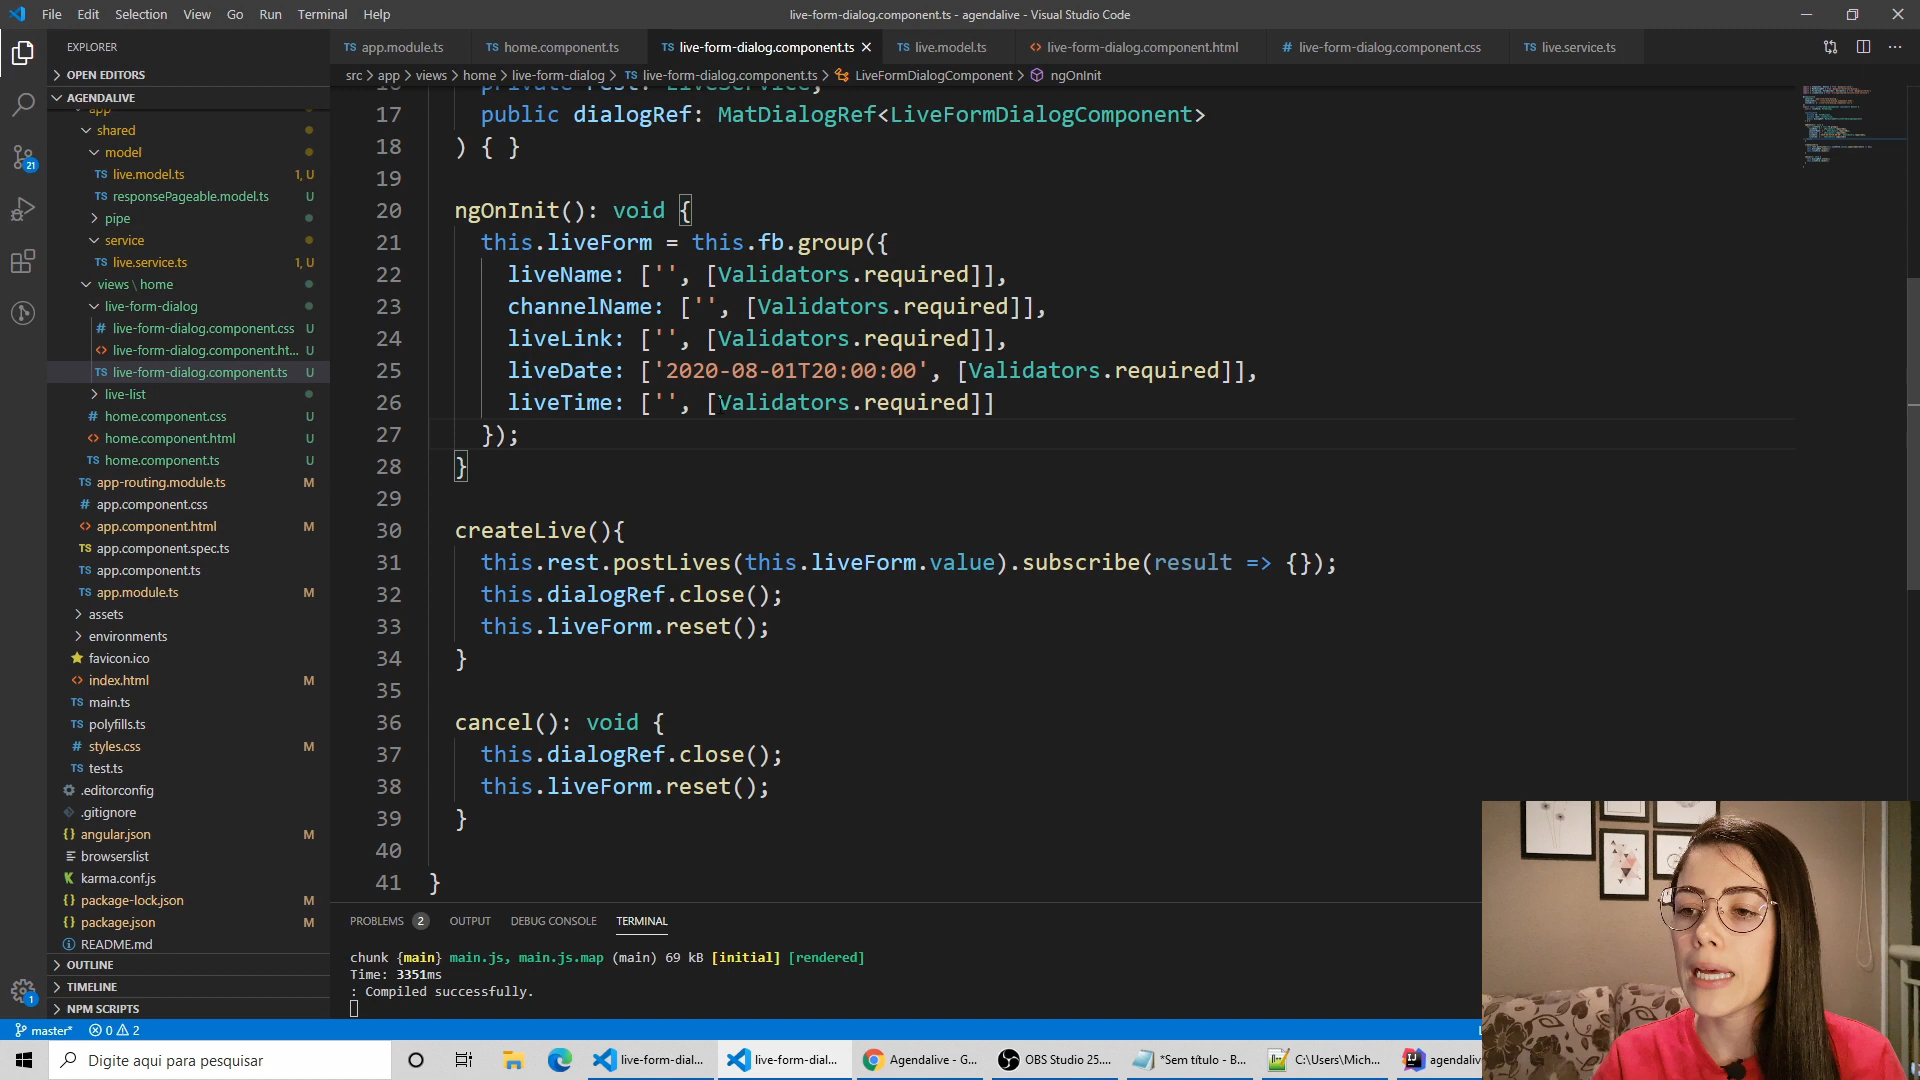 File Edit Selection View Go Run Terminal Help
live-form-dialog.component.ts - agendalive - Visual Studio Code
EXPLORER
OPEN EDITORS
AGENDALIVE
app
shared
model
live.model.ts 1, U
responsePageable.model.ts U
pipe
service
live.service.ts 1, U
views \ home
live-form-dialog
live-form-dialog.component.css U
live-form-dialog.component.ht... U
live-form-dialog.component.ts U
live-list
home.component.css U
home.component.html U
home.component.ts U
app-routing.module.ts M
app.component.css
app.component.html M
app.component.spec.ts
app.component.ts
app.module.ts M
assets
environments
favicon.ico
index.html M
main.ts
polyfills.ts
styles.css M
test.ts
.editorconfig
.gitignore
angular.json M
browserslist
karma.conf.js
package-lock.json M
package.json M
README.md
OUTLINE
TIMELINE
NPM SCRIPTS
app.module.ts home.component.ts live-form-dialog.component.ts live.model.ts live-form-dialog.component.html live-form-dialog.component.css live.service.ts
src > app > views > home > live-form-dialog > TS live-form-dialog.component.ts > LiveFormDialogComponent > ngOnInit
16 private rest: LiveService,
17 public dialogRef: MatDialogRef<LiveFormDialogComponent>
18 ) { }
19
20 ngOnInit(): void {
21 this.liveForm = this.fb.group({
22 liveName: ['', [Validators.required]],
23 channelName: ['', [Validators.required]],
24 liveLink: ['', [Validators.required]],
25 liveDate: ['2020-08-01T20:00:00', [Validators.required]],
26 liveTime: ['', [Validators.required]]
27 });
28 }
29
30 createLive(){
31 this.rest.postLives(this.liveForm.value).subscribe(result => {});
32 this.dialogRef.close();
33 this.liveForm.reset();
34 }
35
36 cancel(): void {
37 this.dialogRef.close();
38 this.liveForm.reset();
39 }
40
41 }
PROBLEMS 2 OUTPUT DEBUG CONSOLE TERMINAL
chunk {main} main.js, main.js.map (main) 69 kB [initial] [rendered]
Time: 3351ms
: Compiled successfully.
21
1
master* 0 2
Digite aqui para pesquisar
live-form-dial... live-form-dial... Agendalive - G... OBS Studio 25.... *Sem título - B... C:\Users\Mich...